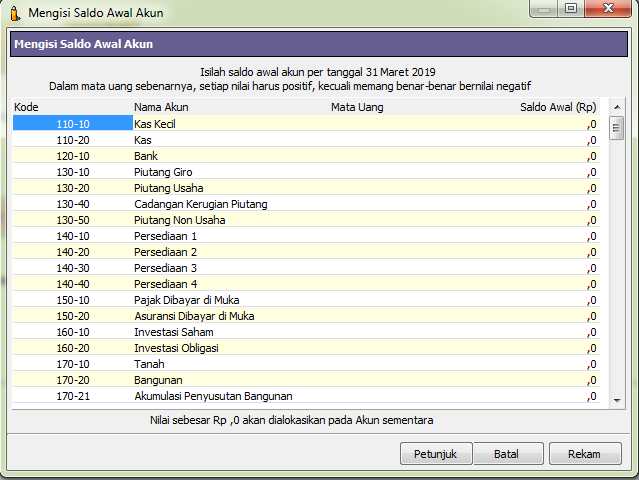 Mengisi Saldo Awal Akun
Mengisi Saldo Awal Akun
Isilah saldo awal akun per tanggal 31 Maret 2019
Dalam mata uang sebenarnya, setiap nilai harus positif, kecuali memang benar-benar bernilai negatif
Kode Nama Akun Mata Uang Saldo Awal (Rp)
110-10 Kas Kecil ,0
110-20 Kas ,0
120-10 Bank ,0
130-10 Piutang Giro ,0
130-20 Piutang Usaha ,0
130-40 Cadangan Kerugian Piutang ,0
130-50 Piutang Non Usaha ,0
140-10 Persediaan 1 ,0
140-20 Persediaan 2 ,0
140-30 Persediaan 3 ,0
140-40 Persediaan 4 ,0
150-10 Pajak Dibayar di Muka ,0
150-20 Asuransi Dibayar di Muka ,0
160-10 Investasi Saham ,0
160-20 Investasi Obligasi ,0
170-10 Tanah ,0
170-20 Bangunan ,0
170-21 Akumulasi Penyusutan Bangunan ,0
Nilai sebesar Rp ,0 akan dialokasikan pada Akun sementara
Petunjuk Batal Rekam